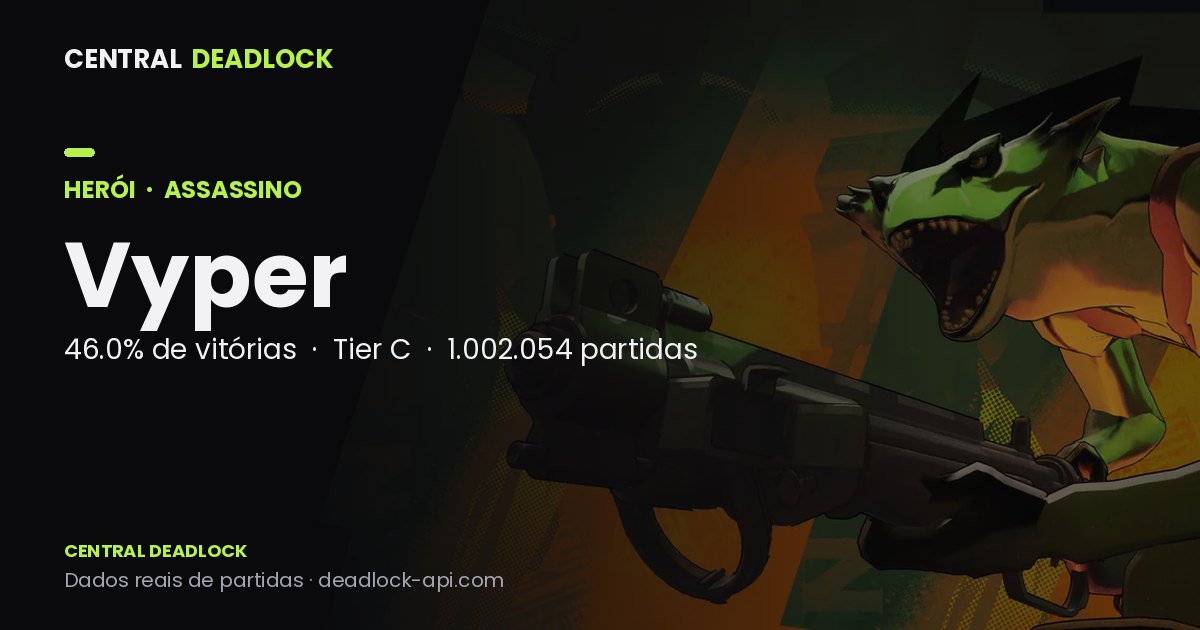 CENTRAL DEADLOCK
HERÓI · ASSASSINO
Vyper
46.0% de vitórias · Tier C · 1.002.054 partidas
CENTRAL DEADLOCK
Dados reais de partidas · deadlock-api.com